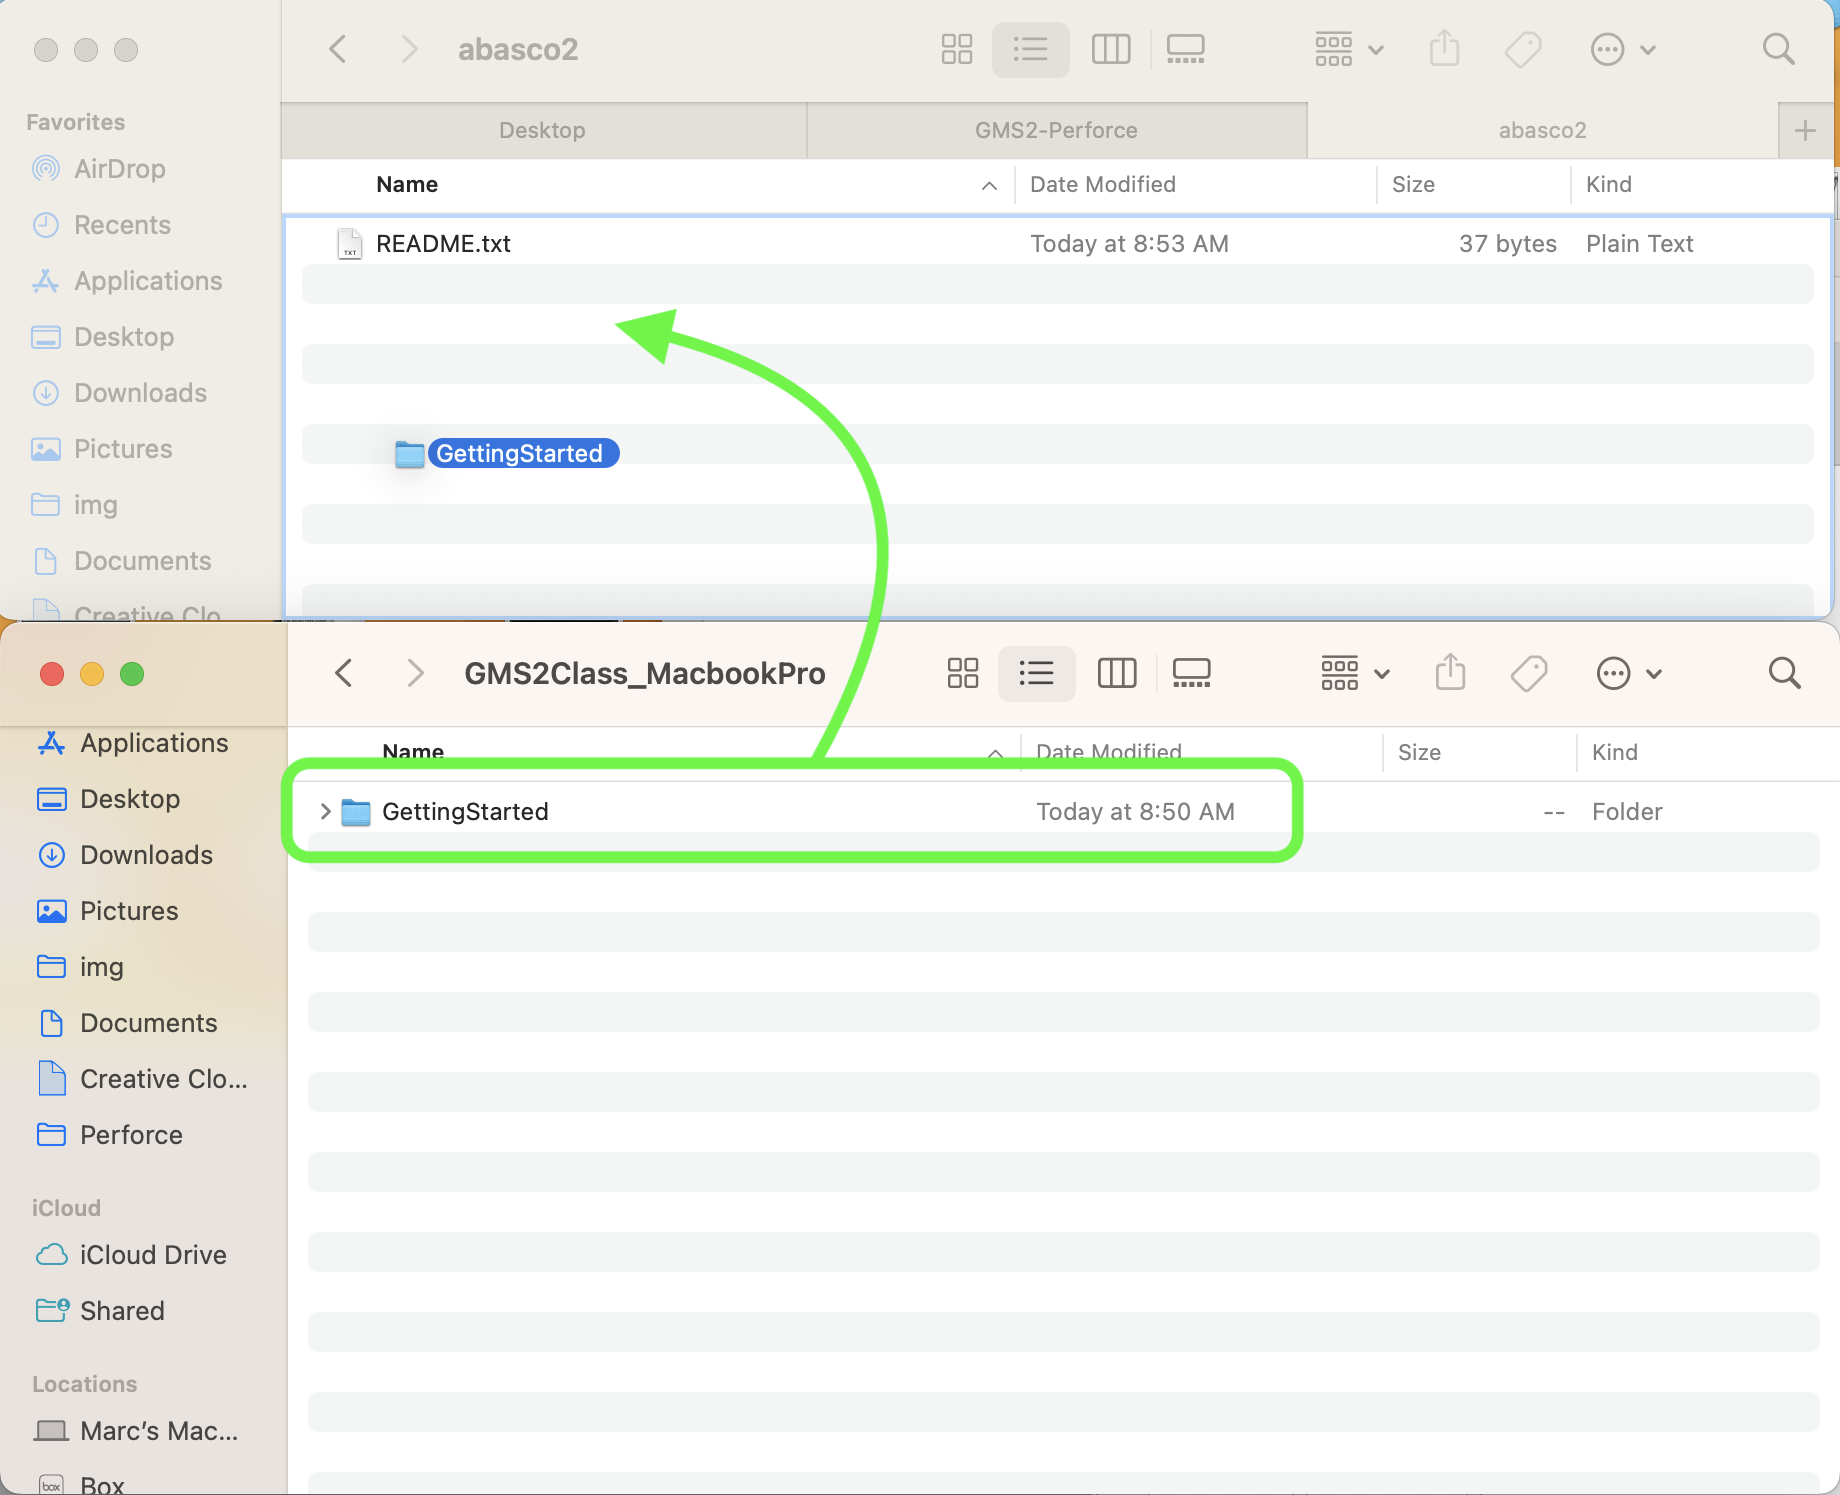 abasco2
Favorites
AirDrop
Recents
Applications
Desktop
Downloads
Pictures
img
Documents
Creative Clo
Desktop
GMS2-Perforce
abasco2
Name
Date Modified
Size
Kind
TXT
README.txt
Today at 8:53 AM
37 bytes
Plain Text
GettingStarted
GMS2Class_MacbookPro
Applications
Desktop
Downloads
Pictures
img
Documents
Creative Clo...
Perforce
iCloud
iCloud Drive
Shared
Locations
Marc’s Mac...
box
Box
Name
Date Modified
Size
Kind
GettingStarted
Today at 8:50 AM
--
Folder